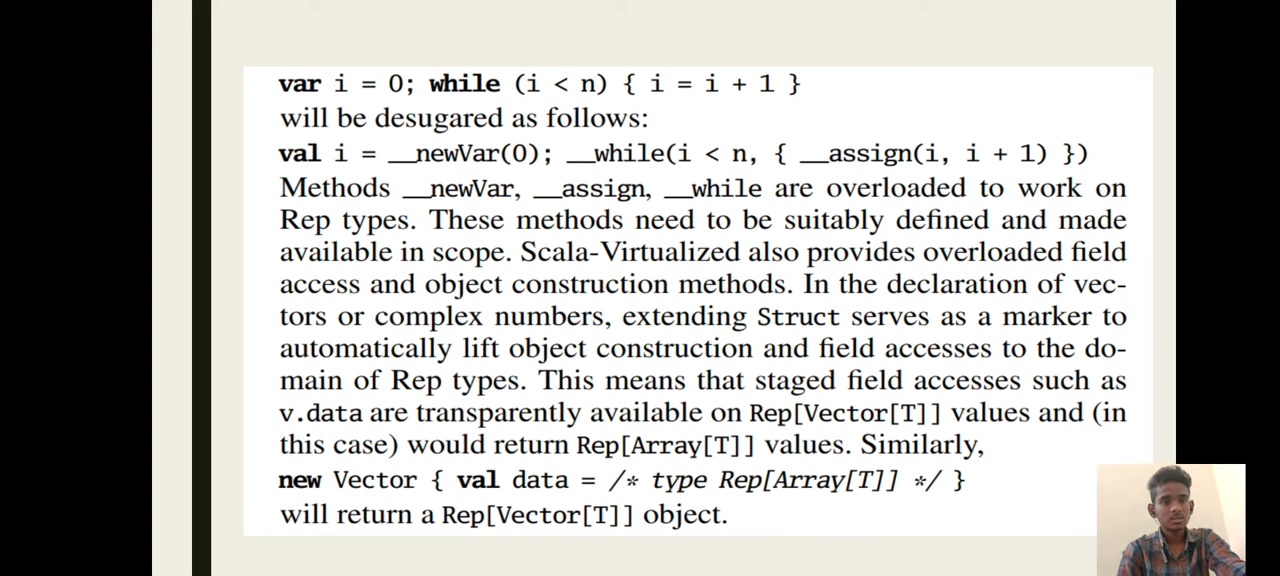 var i = 0; while (i < n) { i = i + 1 }
will be desugared as follows:
val i = __newVar(0); __while(i < n, { __assign(i, i + 1) })
Methods __newVar, __assign, __while are overloaded to work on
Rep types. These methods need to be suitably defined and made
available in scope. Scala-Virtualized also provides overloaded field
access and object construction methods. In the declaration of vec-
tors or complex numbers, extending Struct serves as a marker to
automatically lift object construction and field accesses to the do-
main of Rep types. This means that staged field accesses such as
v.data are transparently available on Rep[Vector[T]] values and (in
this case) would return Rep[Array[T]] values. Similarly,
new Vector { val data = /* type Rep[Array[T]] */ }
will return a Rep[Vector[T]] object.